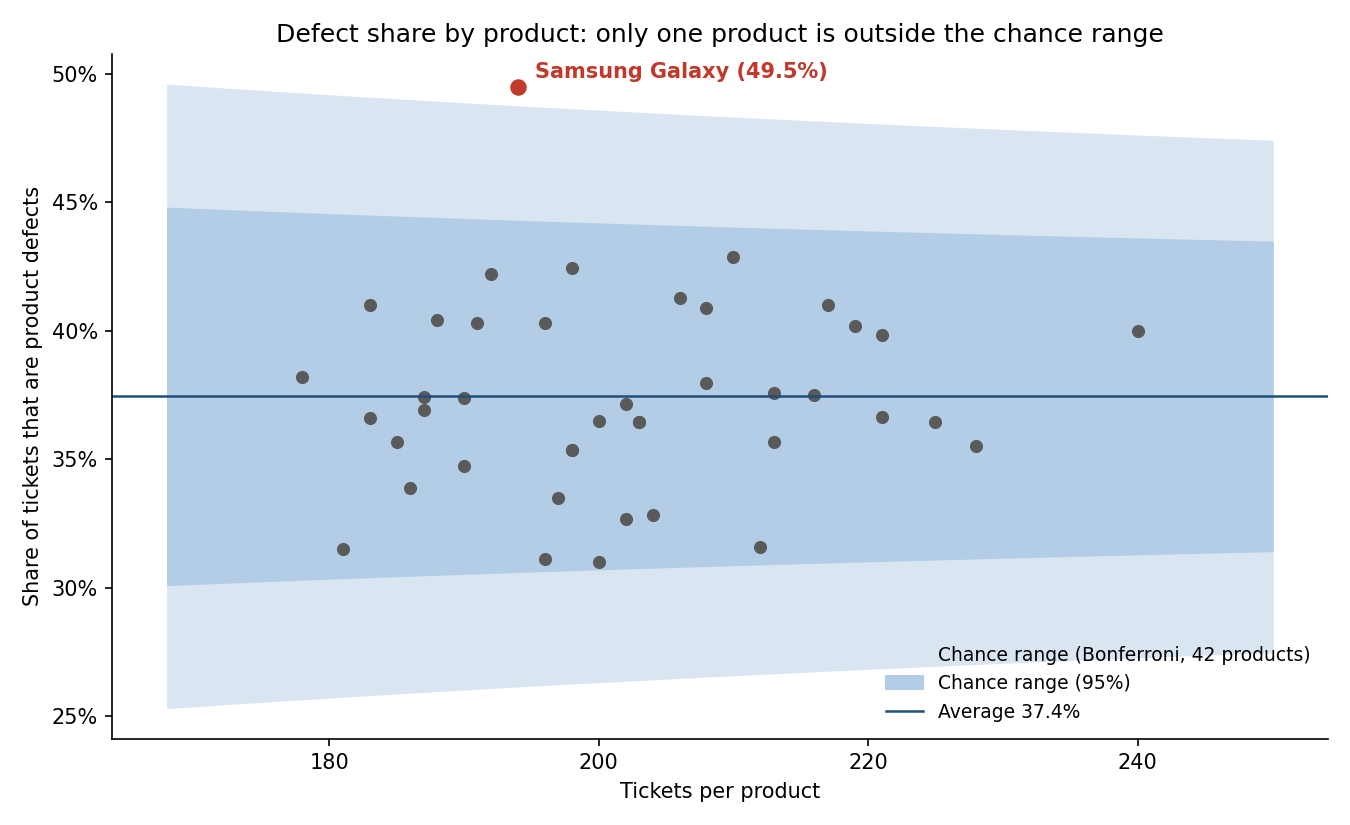 Defect share by product: only one product is outside the chance range
Samsung Galaxy (49.5%)
50%
45%
40%
35%
30%
25%
Share of tickets that are product defects
Chance range (Bonferroni, 42 products)
Chance range (95%)
Average 37.4%
180
200
220
240
Tickets per product